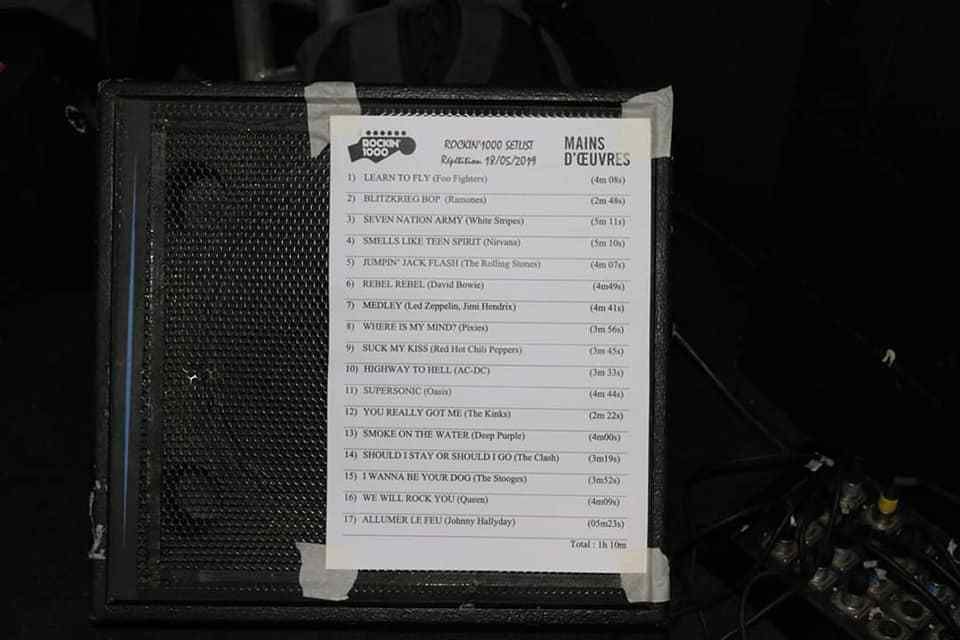 ROCKIN'
1000
ROCKIN'1000 SETLIST
Répétition 18/05/2019
MAINS
D'ŒUVRES
1) LEARN TO FLY (Foo Fighters) (4m 08s)
2) BLITZKRIEG BOP (Ramones) (2m 48s)
3) SEVEN NATION ARMY (White Stripes) (5m 11s)
4) SMELLS LIKE TEEN SPIRIT (Nirvana) (5m 10s)
5) JUMPIN' JACK FLASH (The Rolling Stones) (4m 07s)
6) REBEL REBEL (David Bowie) (4m49s)
7) MEDLEY (Led Zeppelin, Jimi Hendrix) (4m 41s)
8) WHERE IS MY MIND? (Pixies) (3m 56s)
9) SUCK MY KISS (Red Hot Chili Peppers) (3m 45s)
10) HIGHWAY TO HELL (AC-DC) (3m 33s)
11) SUPERSONIC (Oasis) (4m 44s)
12) YOU REALLY GOT ME (The Kinks) (2m 22s)
13) SMOKE ON THE WATER (Deep Purple) (4m00s)
14) SHOULD I STAY OR SHOULD I GO (The Clash) (3m19s)
15) I WANNA BE YOUR DOG (The Stooges) (3m52s)
16) WE WILL ROCK YOU (Queen) (4m09s)
17) ALLUMER LE FEU (Johnny Hallyday) (05m23s)
Total : 1h 10m